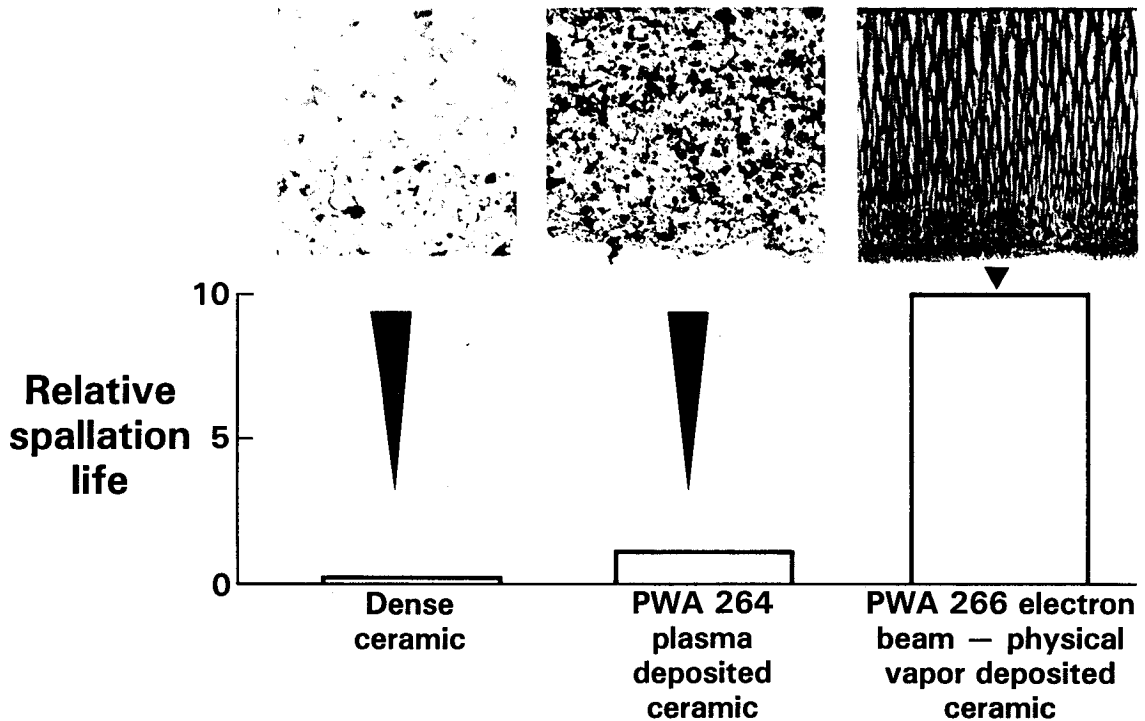 10
Relative
spallation
life
5
0
Dense
ceramic
PWA 264
plasma
deposited
ceramic
PWA 266 electron
beam — physical
vapor deposited
ceramic